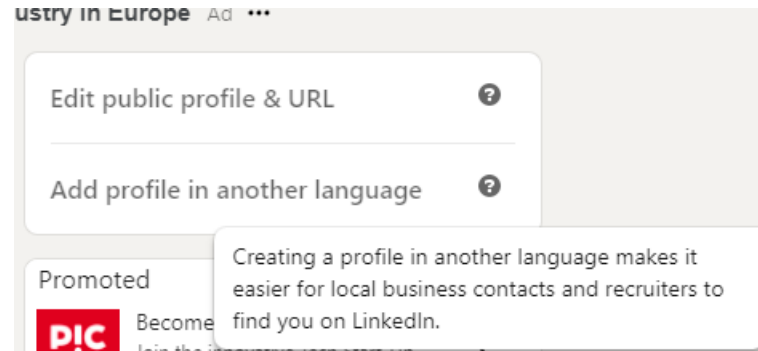 ustry in Europe Ad ...
Edit public profile & URL
Add profile in another language
Creating a profile in another language makes it
easier for local business contacts and recruiters to
find you on LinkedIn.
Promoted
PIC
Become